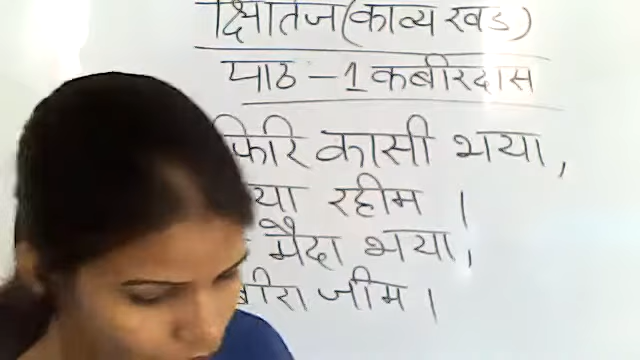 क्षितिज(काव्य खंड)
पाठ -1 कबीरदास
फिरि कासी भया,
रहीम ।
मैदा भया,
जीम ।